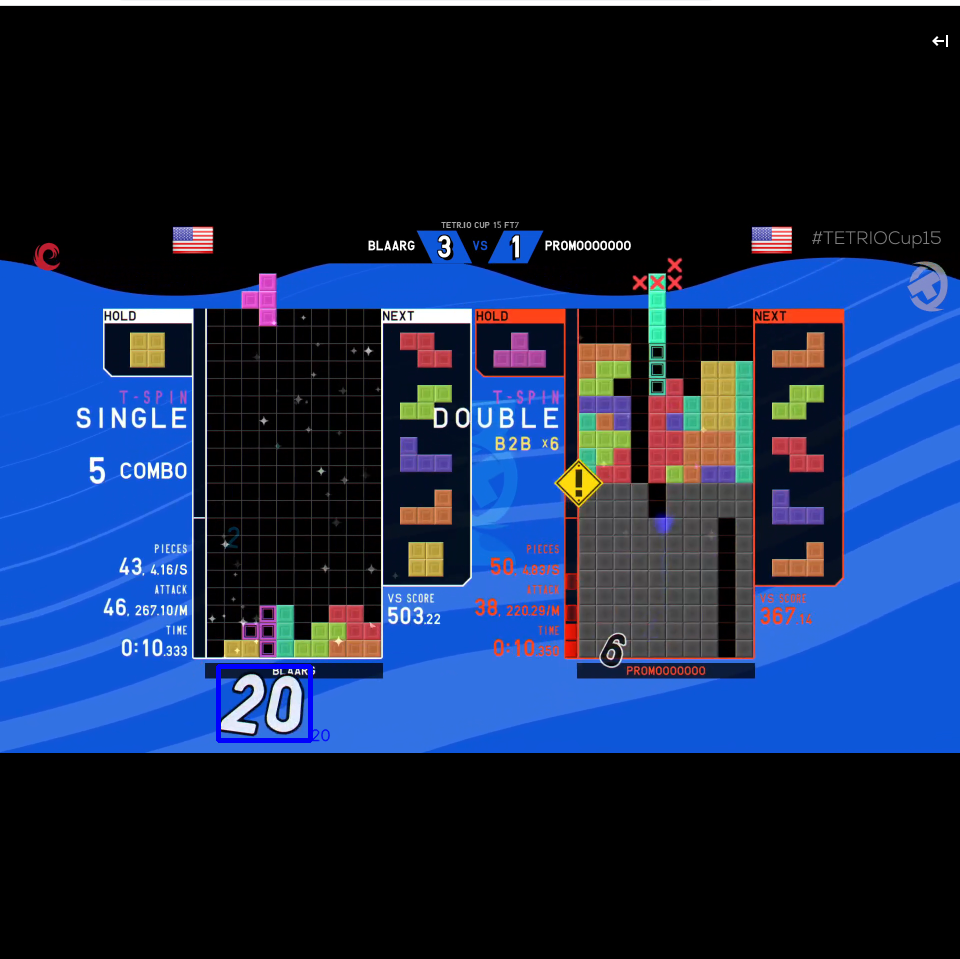 TETR.IO CUP 15 FT7
BLAARG 3 VS 1 PROMOOOOOOO
#TETRIOCup15
HOLD
NEXT
HOLD
NEXT
T-SPIN
SINGLE
5 COMBO
T-SPIN
DOUBLE
B2B ×6
!
2
PIECES
43, 4.16/S
ATTACK
46, 267.10/M
TIME
0:10.333
VS SCORE
503.22
PIECES
50, 4.83/S
ATTACK
38, 220.29/M
TIME
0:10.350
VS SCORE
367.14
6
BLAARG
PROMOOOOOOO
20
20